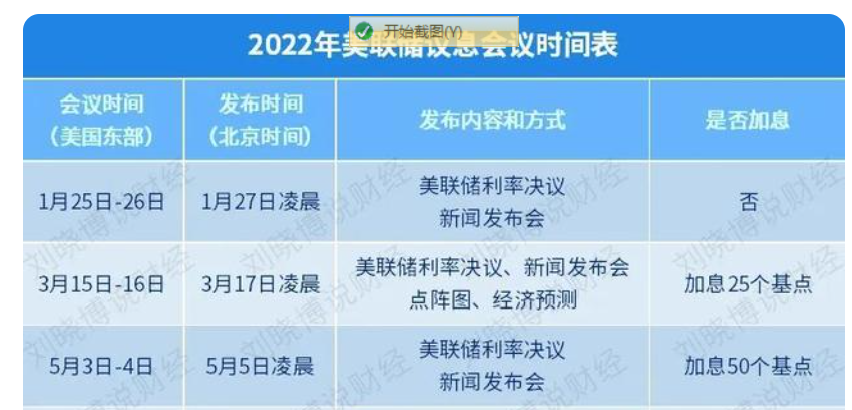 开始截图(Y)
2022年美联储议息会议时间表
会议时间
（美国东部）
发布时间
（北京时间）
发布内容和方式
是否加息
1月25日-26日
1月27日凌晨
美联储利率决议
新闻发布会
否
3月15日-16日
3月17日凌晨
美联储利率决议、新闻发布会
点阵图、经济预测
加息25个基点
5月3日-4日
5月5日凌晨
美联储利率决议
新闻发布会
加息50个基点
刘晓博说财经